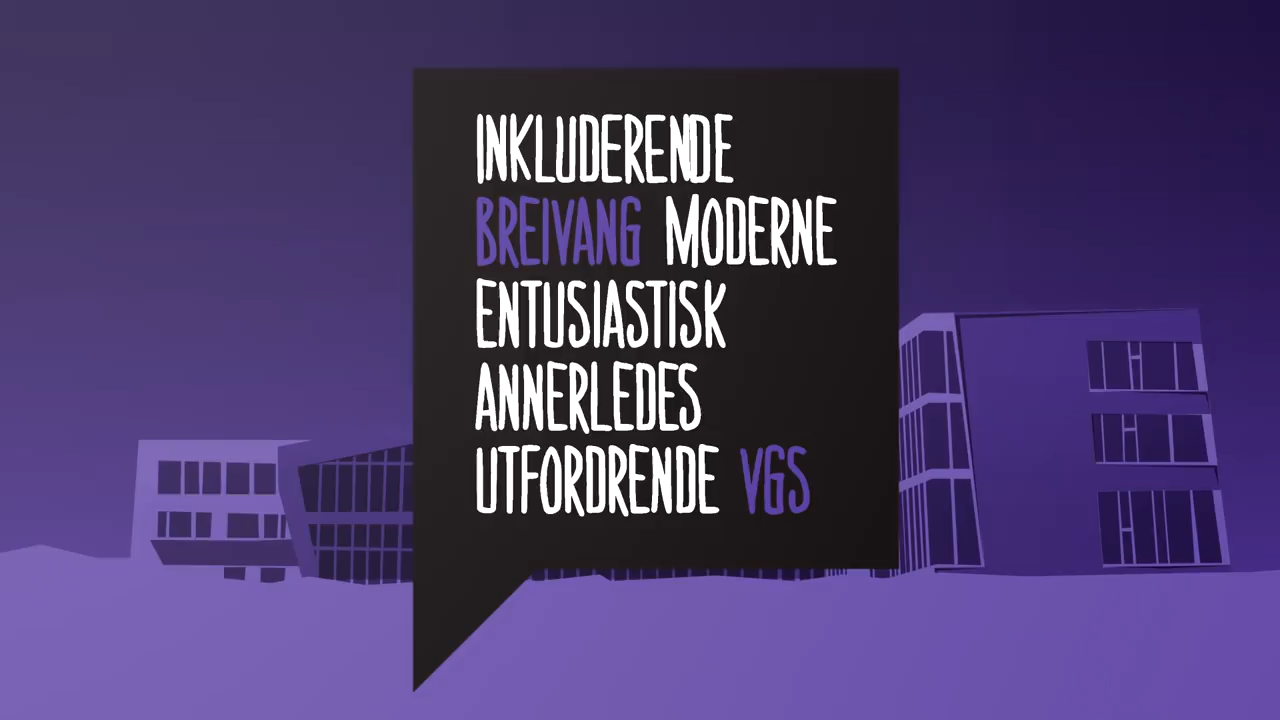 INKLUDERENDE
BREIVANG MODERNE
ENTUSIASTISK
ANNERLEDES
UTFORDRENDE VGS